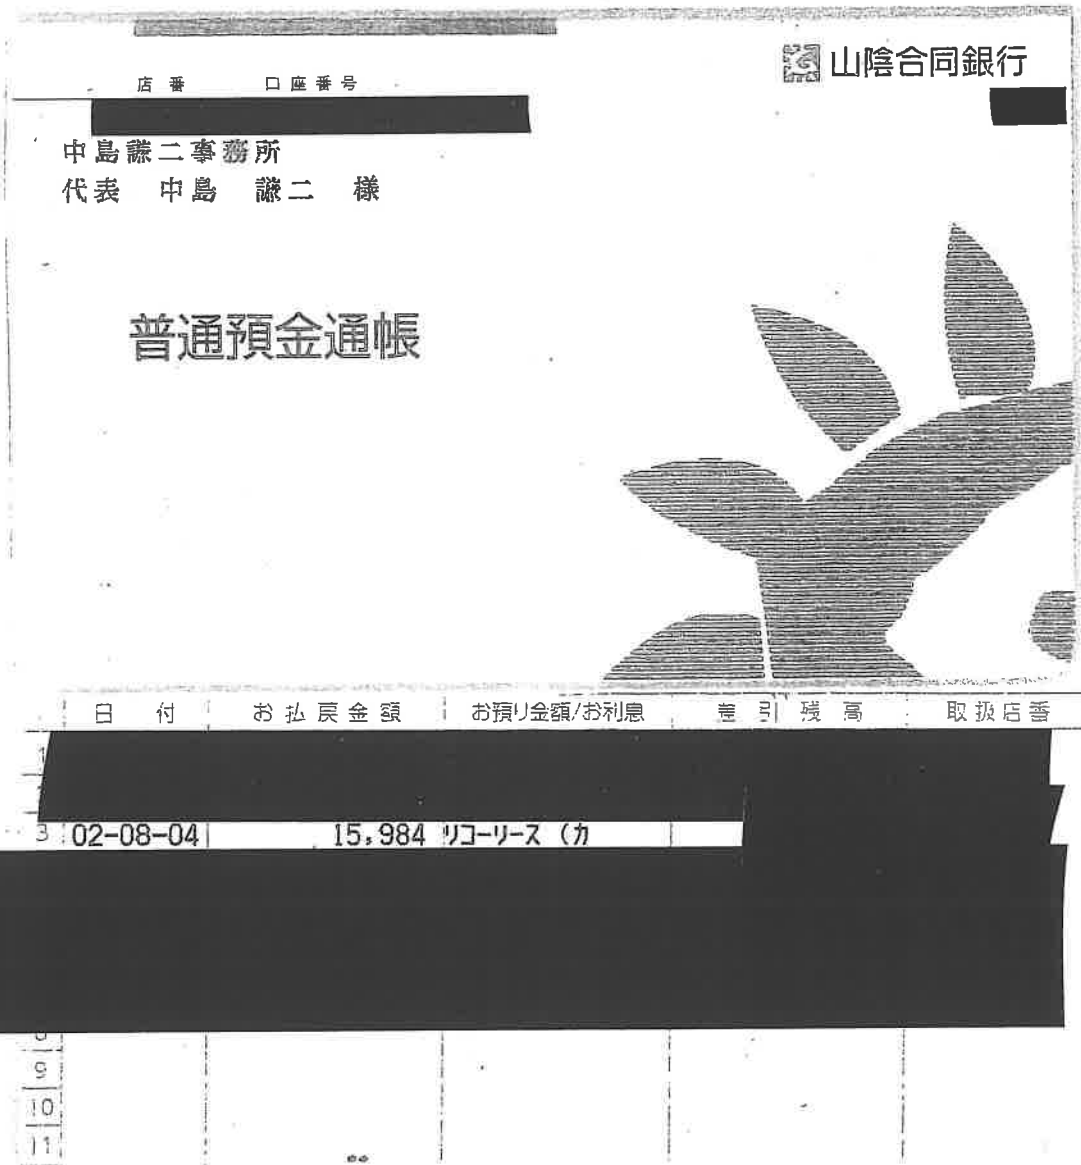 山陰合同銀行
店番 口座番号
中島謙二事務所
代表 中島 謙二 様
普通預金通帳
日 付 お払戻金額 お預り金額/お利息 差引残高 取扱店番
1
3 02-08-04 15,984 リコーリース (カ
9
10
11